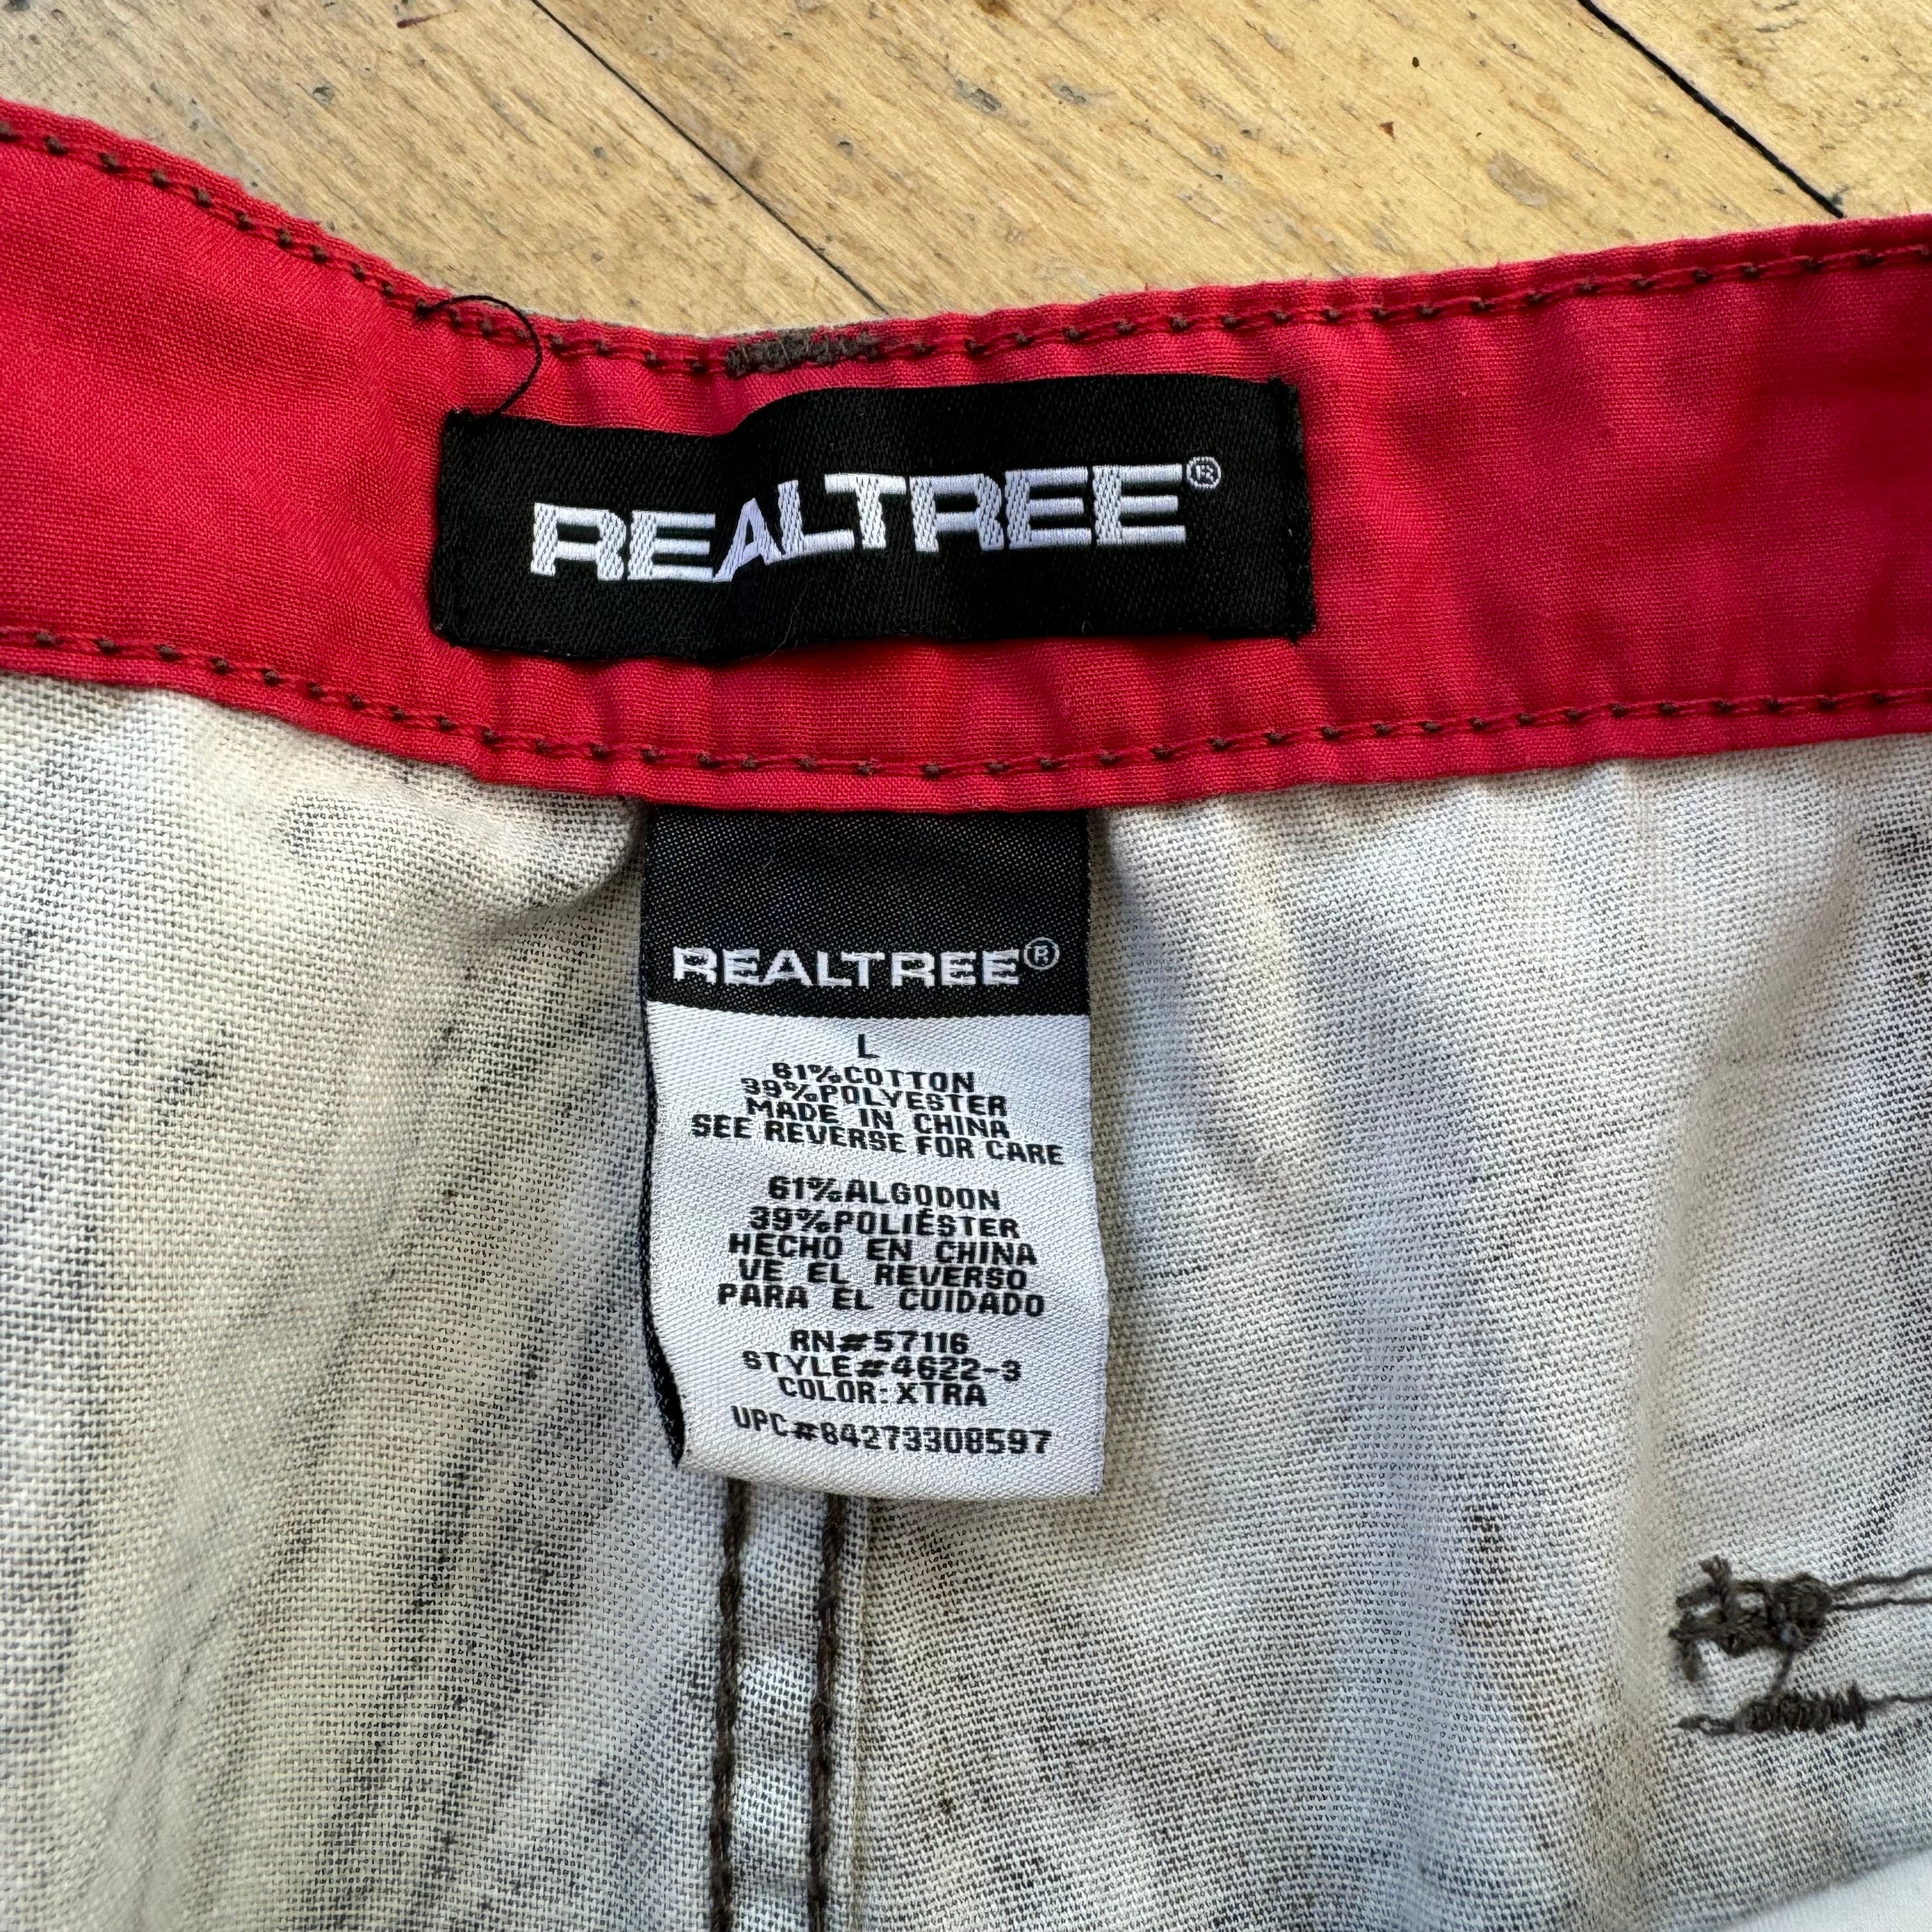 REALTREE®
REALTREE®
L
61%COTTON
39%POLYESTER
MADE IN CHINA
SEE REVERSE FOR CARE
61%ALGODON
39%POLIÉSTER
HECHO EN CHINA
VE EL REVERSO
PARA EL CUIDADO
RN#57116
STYLE#4622-3
COLOR:XTRA
UPC#84273308597